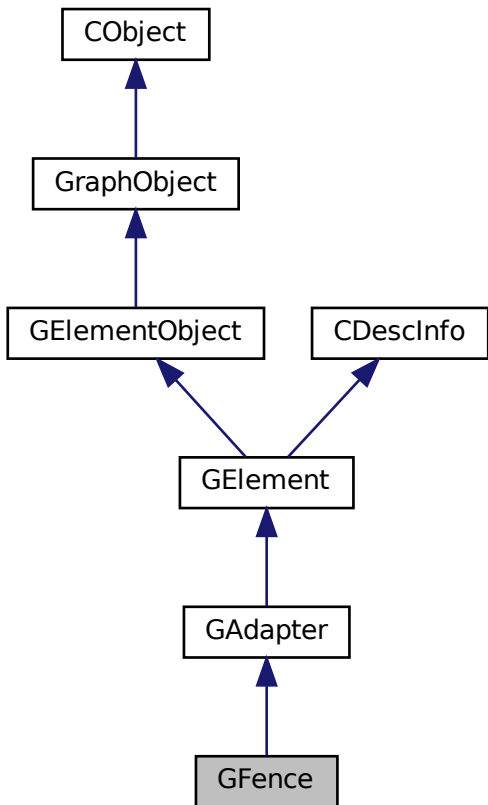 CObject
GraphObject
GElementObject
CDescInfo
GElement
GAdapter
GFence